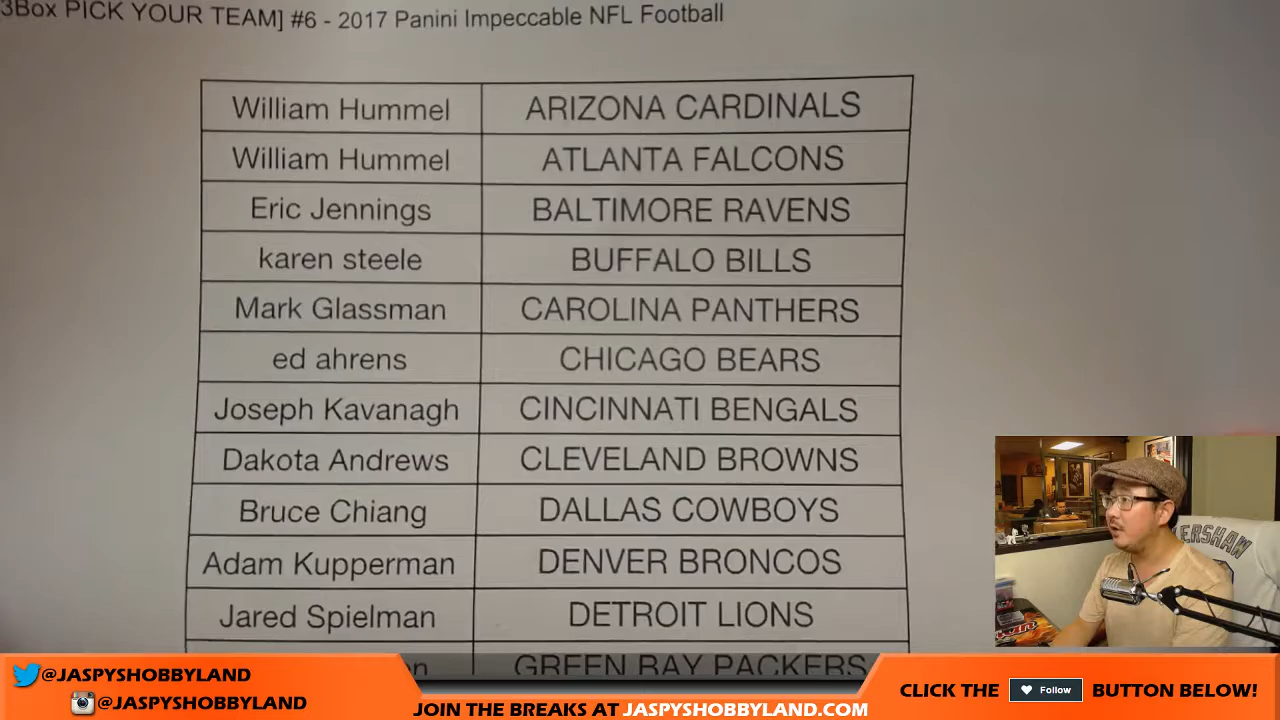 3Box PICK YOUR TEAM] #6 - 2017 Panini Impeccable NFL Football
William Hummel ARIZONA CARDINALS
William Hummel ATLANTA FALCONS
Eric Jennings BALTIMORE RAVENS
karen steele BUFFALO BILLS
Mark Glassman CAROLINA PANTHERS
ed ahrens CHICAGO BEARS
Joseph Kavanagh CINCINNATI BENGALS
Dakota Andrews CLEVELAND BROWNS
Bruce Chiang DALLAS COWBOYS
Adam Kupperman DENVER BRONCOS
Jared Spielman DETROIT LIONS
GREEN BAY PACKERS
ERSHAW
@JASPYSHOBBYLAND
@JASPYSHOBBYLAND
JOIN THE BREAKS AT JASPYSHOBBYLAND.COM
CLICK THE Follow BUTTON BELOW!